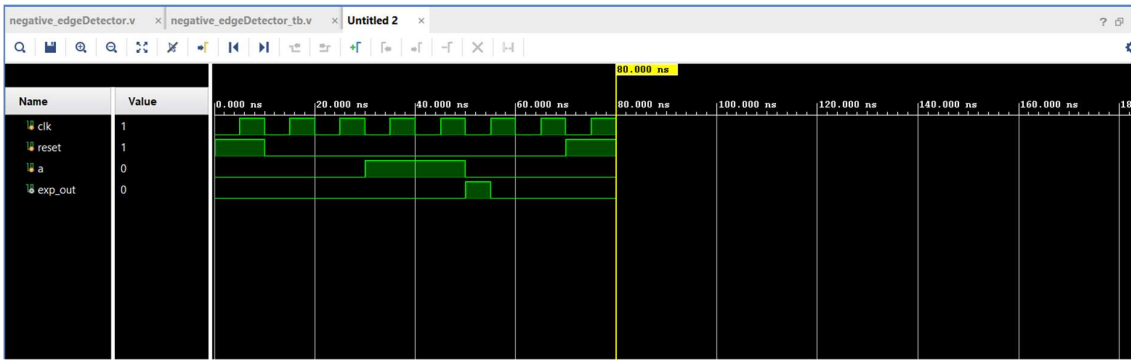 negative_edgeDetector.v × negative_edgeDetector_tb.v × Untitled 2 × ?
80.000 ns
Name Value 0.000 ns 20.000 ns 40.000 ns 60.000 ns 80.000 ns 100.000 ns 120.000 ns 140.000 ns 160.000 ns 18
clk 1
reset 1
a 0
exp_out 0